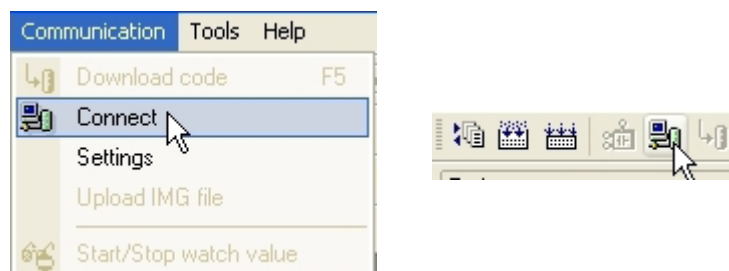 Communication Tools Help
Download code F5
Connect
Settings
Upload IMG file
Start/Stop watch value